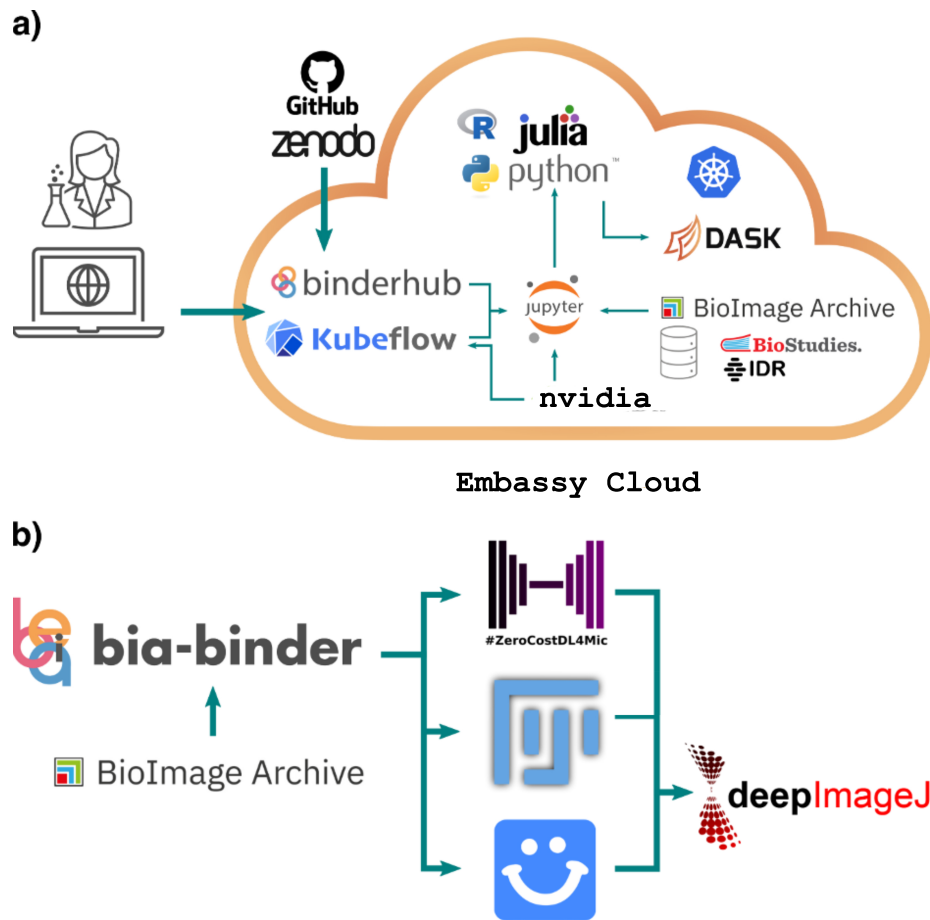 a)
GitHub
zenodo
R
julia
python™
DASK
binderhub
Kubeflow
jupyter
BioImage Archive
BioStudies.
IDR
nvidia
Embassy Cloud
b)
#ZeroCostDL4Mic
bia-binder
BioImage Archive
deepImageJ